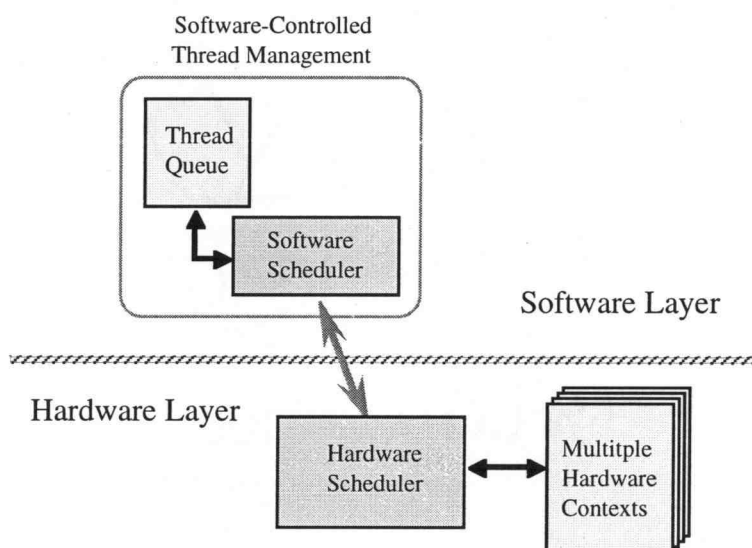 Software-Controlled
Thread Management
Thread
Queue
Software
Scheduler
Software Layer
Hardware Layer
Hardware
Scheduler
Multitple
Hardware
Contexts